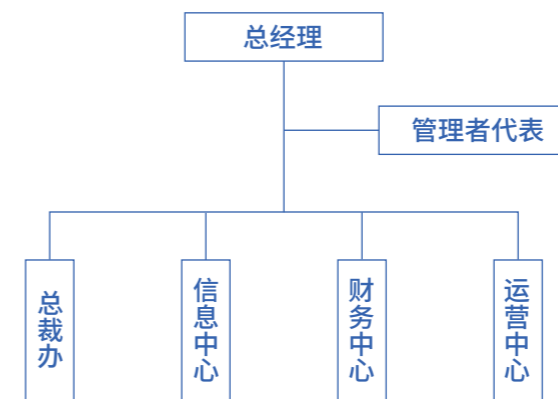 总经理
管理者代表
总裁办
信息中心
财务中心
运营中心